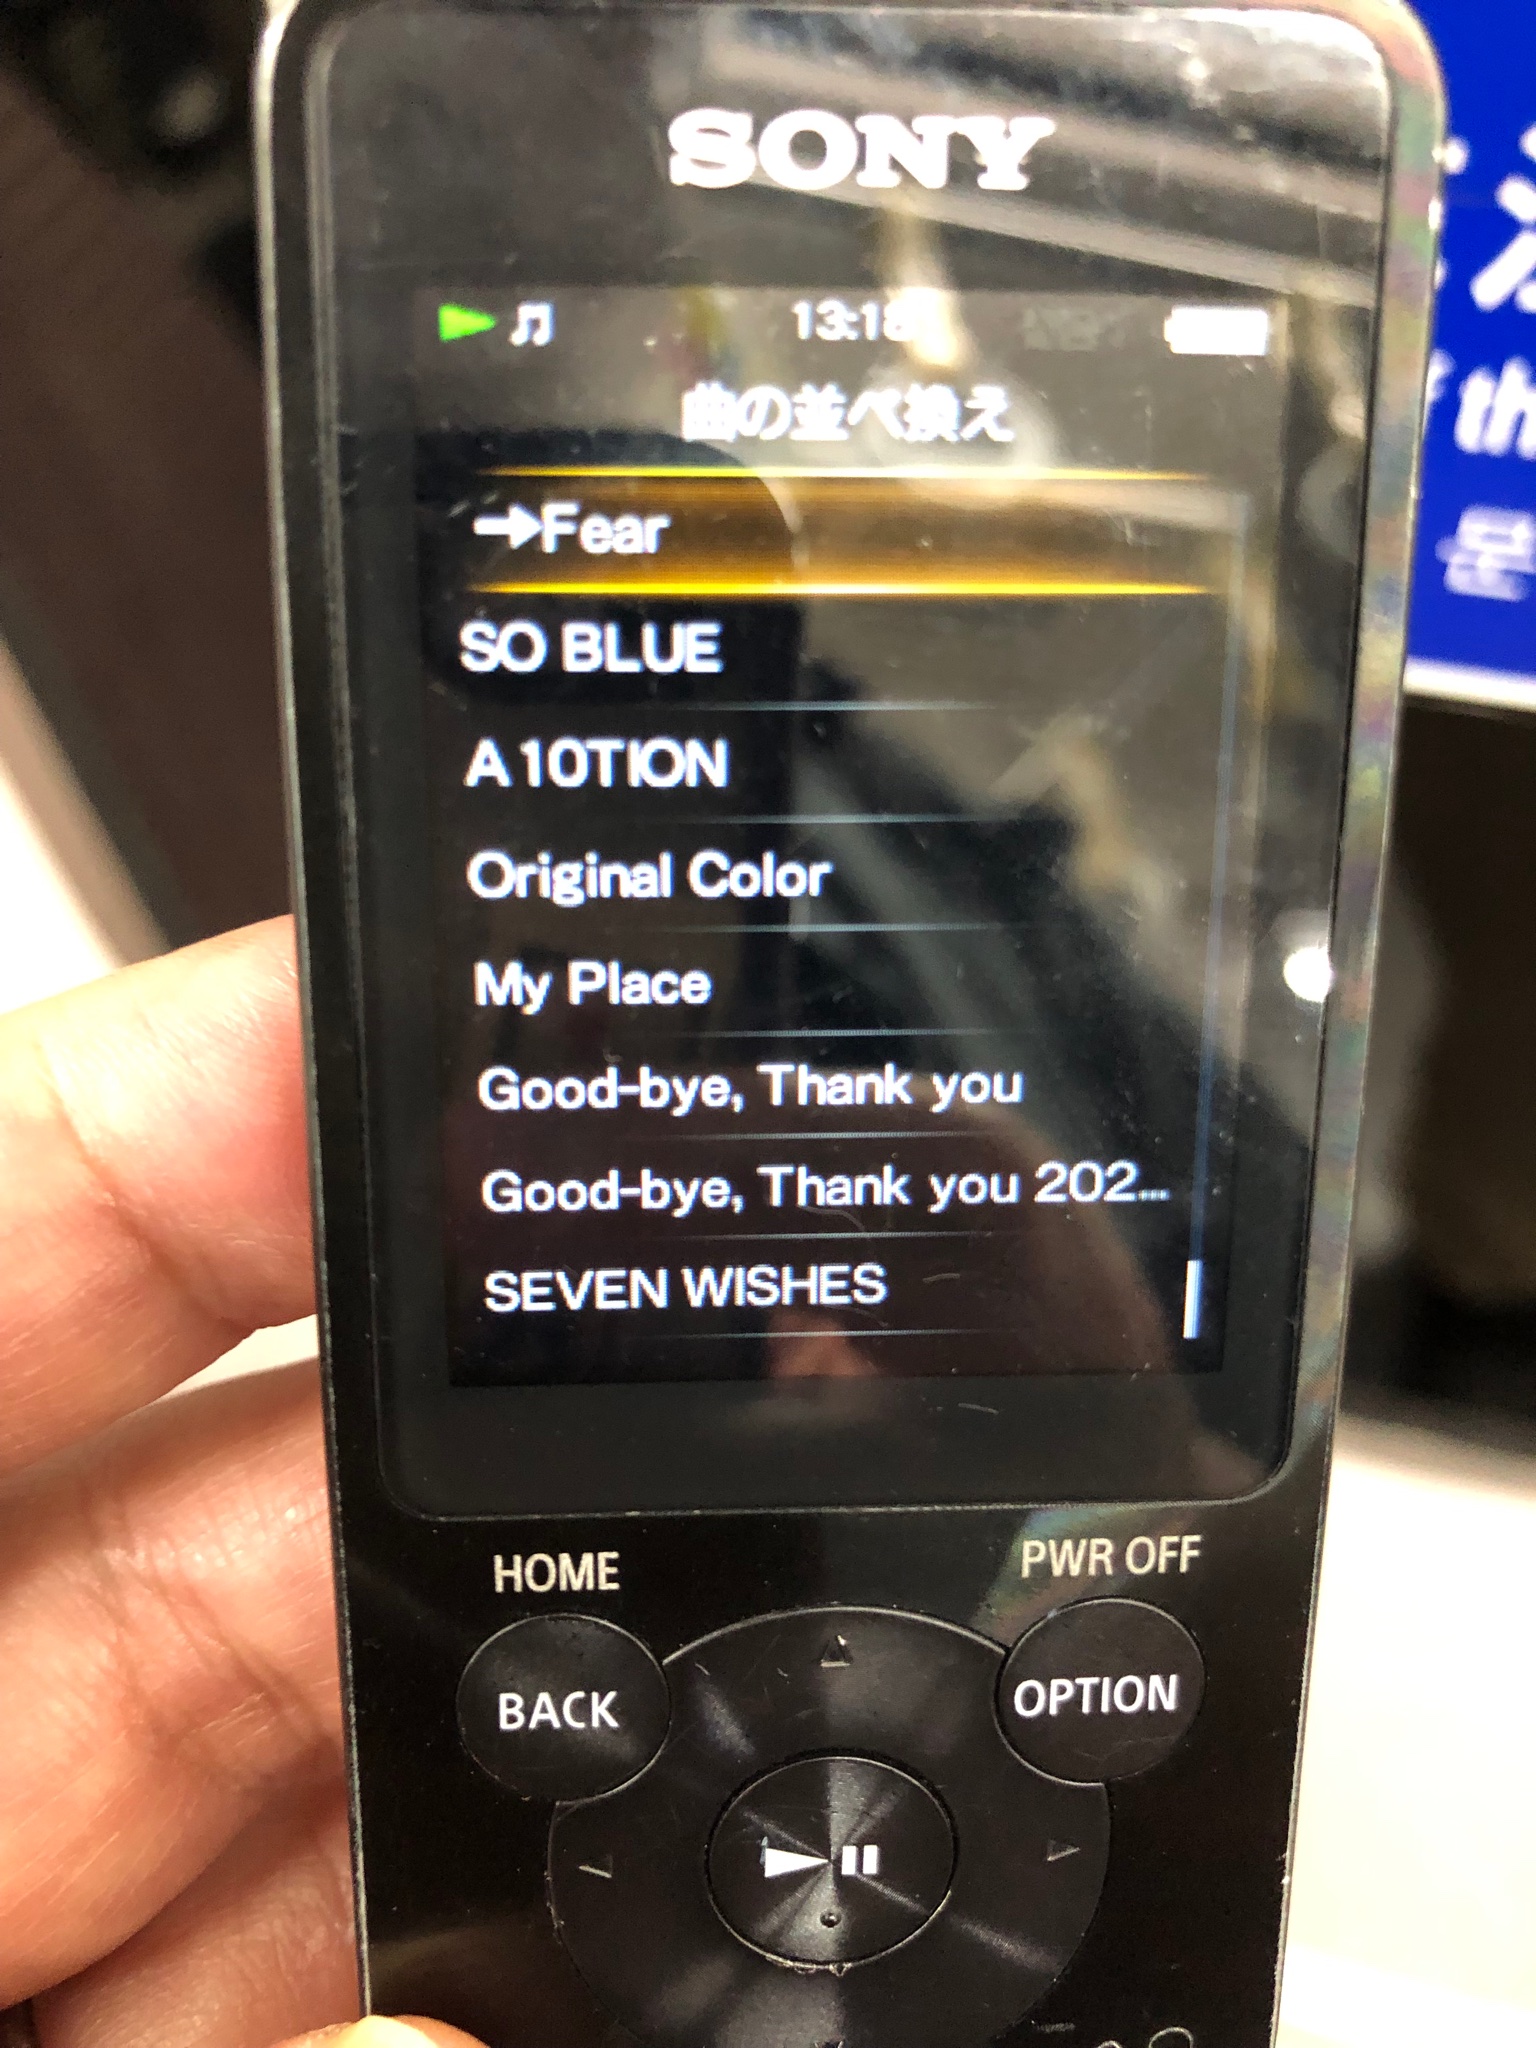 SONY
13:18
曲の並べ換え
→Fear
SO BLUE
A10TION
Original Color
My Place
Good-bye, Thank you
Good-bye, Thank you 202...
SEVEN WISHES
HOME
PWR OFF
BACK
OPTION
th